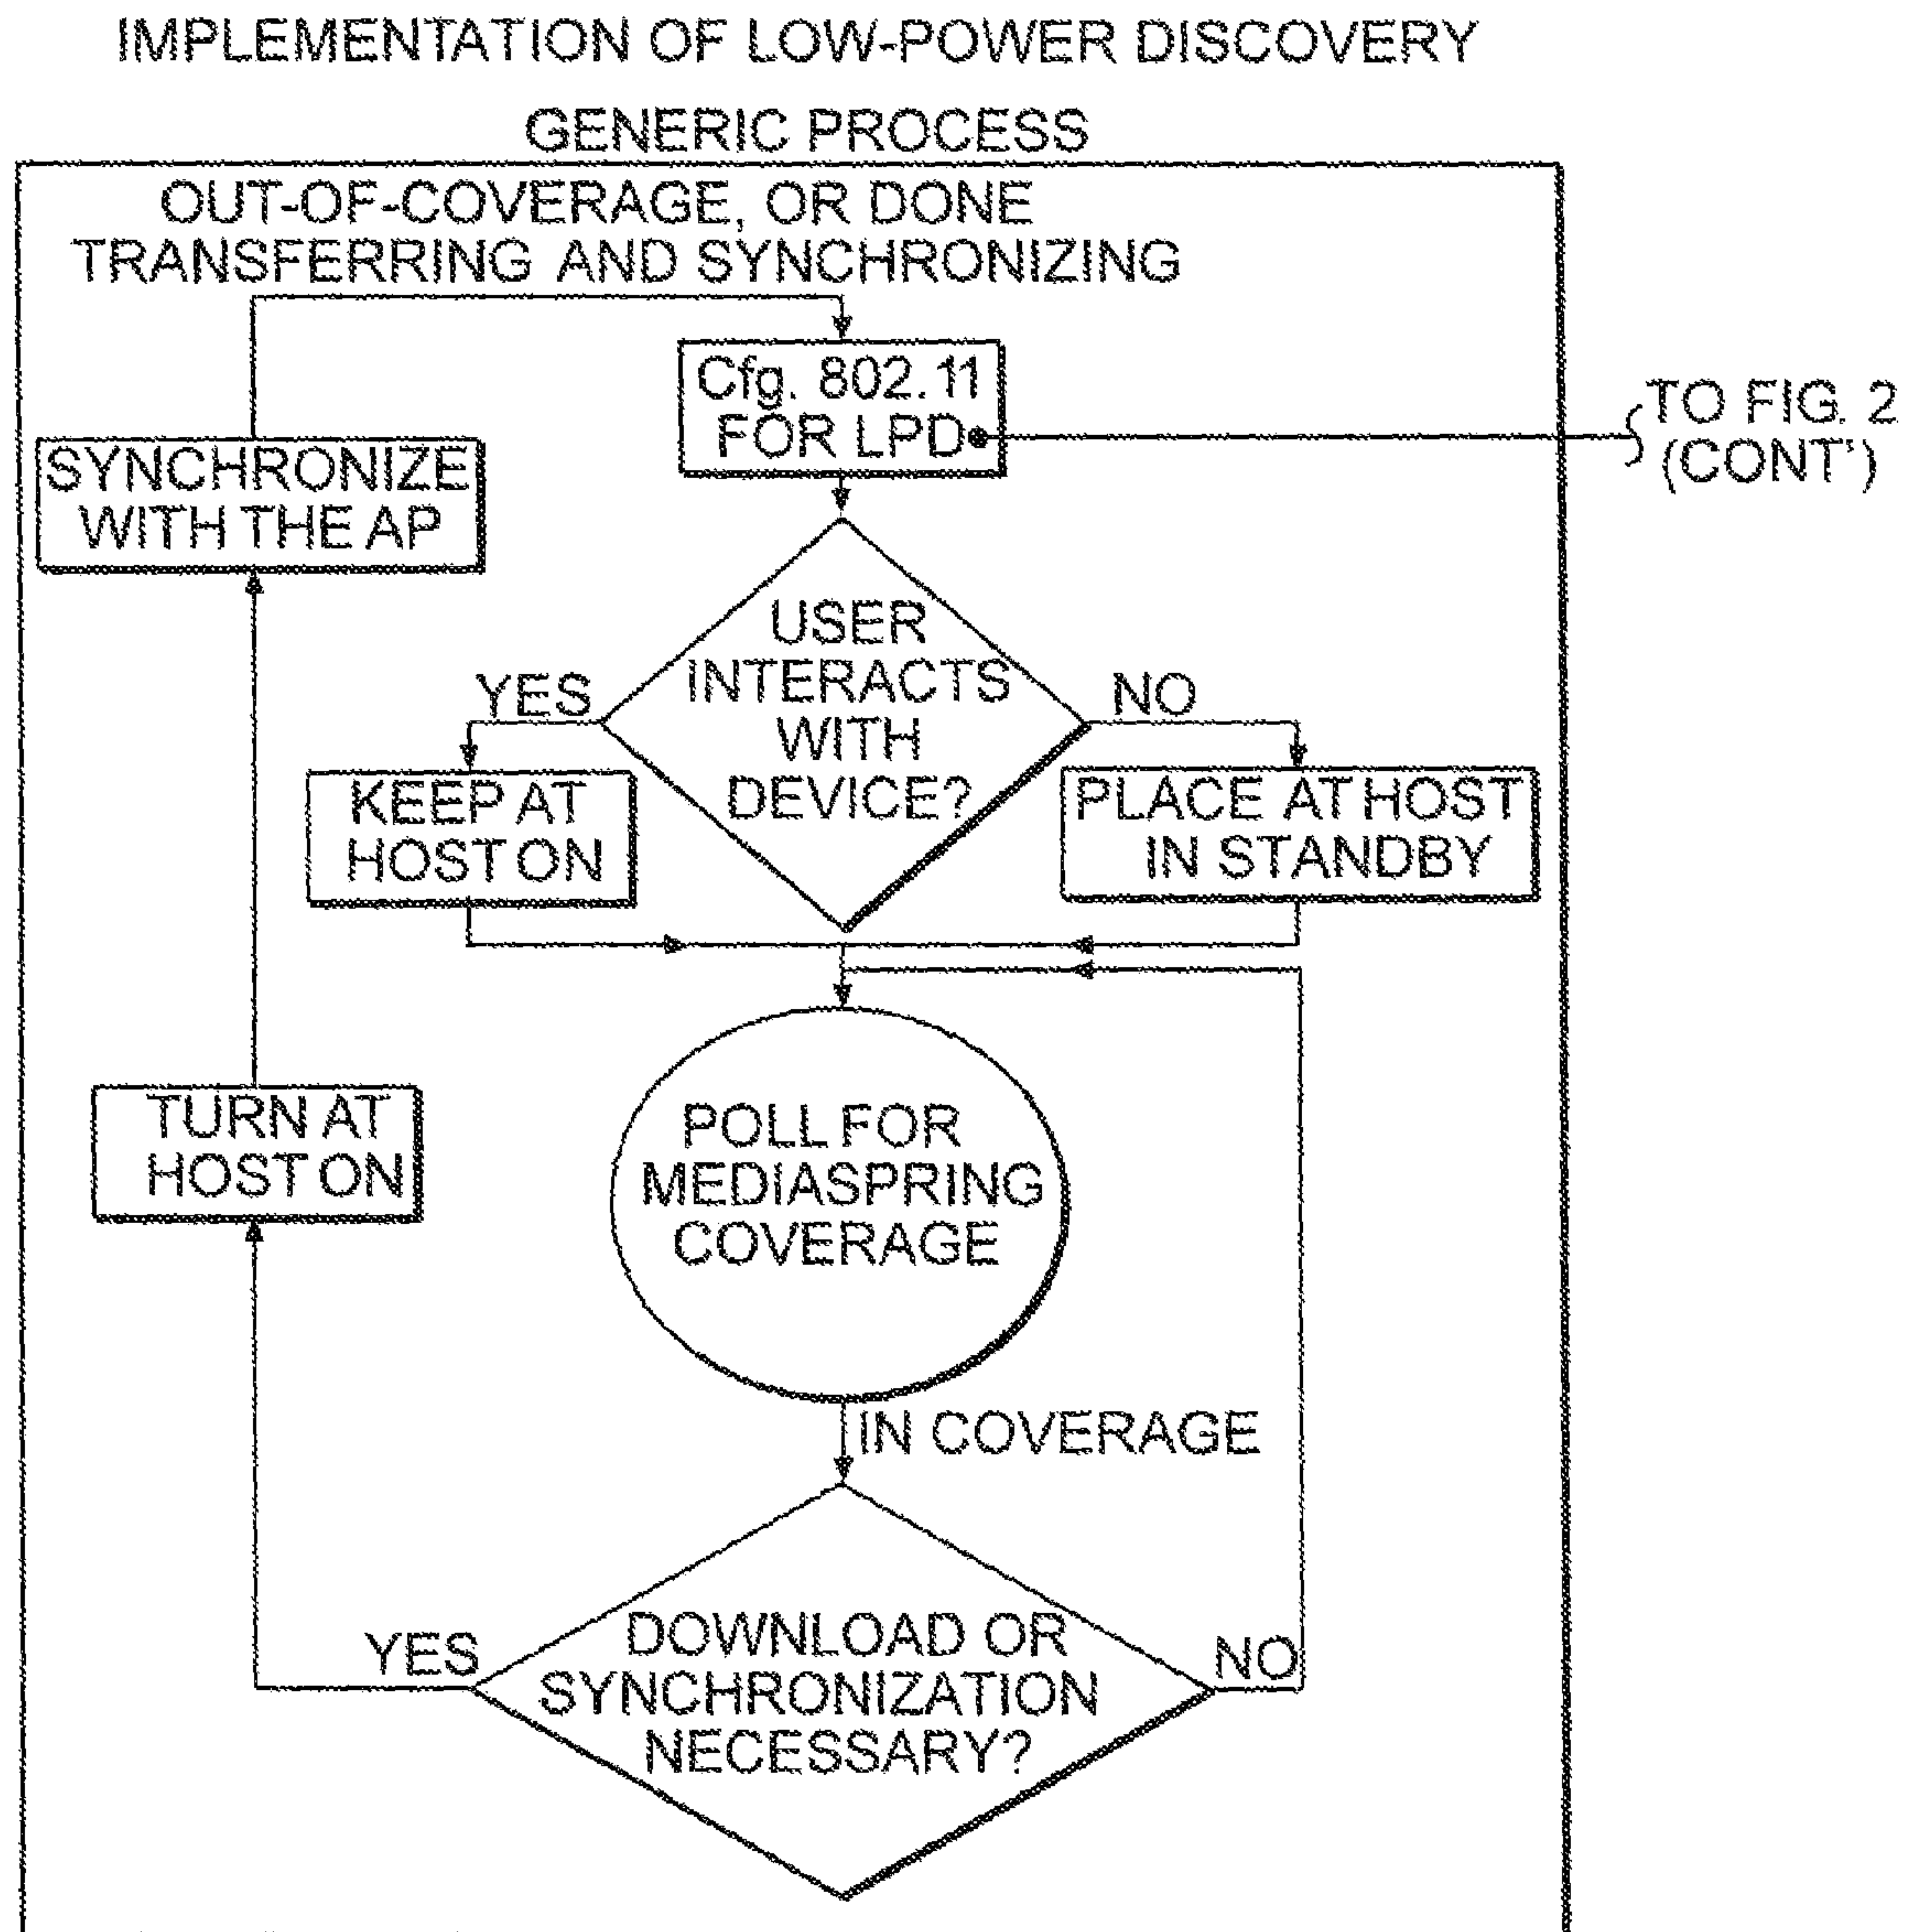 IMPLEMENTATION OF LOW-POWER DISCOVERY
GENERIC PROCESS
OUT-OF-COVERAGE, OR DONE
TRANSFERRING AND SYNCHRONIZING
Cfg. 802.11
FOR LPD
TO FIG. 2
(CONT')
SYNCHRONIZE
WITH THE AP
USER
INTERACTS
WITH
DEVICE?
YES
NO
KEEP AT
HOST ON
PLACE AT HOST
IN STANDBY
TURN AT
HOST ON
POLL FOR
MEDIASPRING
COVERAGE
IN COVERAGE
DOWNLOAD OR
SYNCHRONIZATION
NECESSARY?
YES
NO